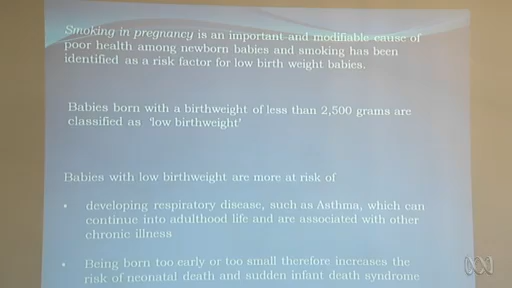 Smoking in pregnancy is an important and modifiable cause of
poor health among newborn babies and smoking has been
identified as a risk factor for low birth weight babies.
Babies born with a birthweight of less than 2,500 grams are
classified as 'low birthweight'
Babies with low birthweight are more at risk of
• developing respiratory disease, such as Asthma, which can
continue into adulthood life and are associated with other
chronic illness
• Being born too early or too small therefore increases the
risk of neonatal death and sudden infant death syndrome